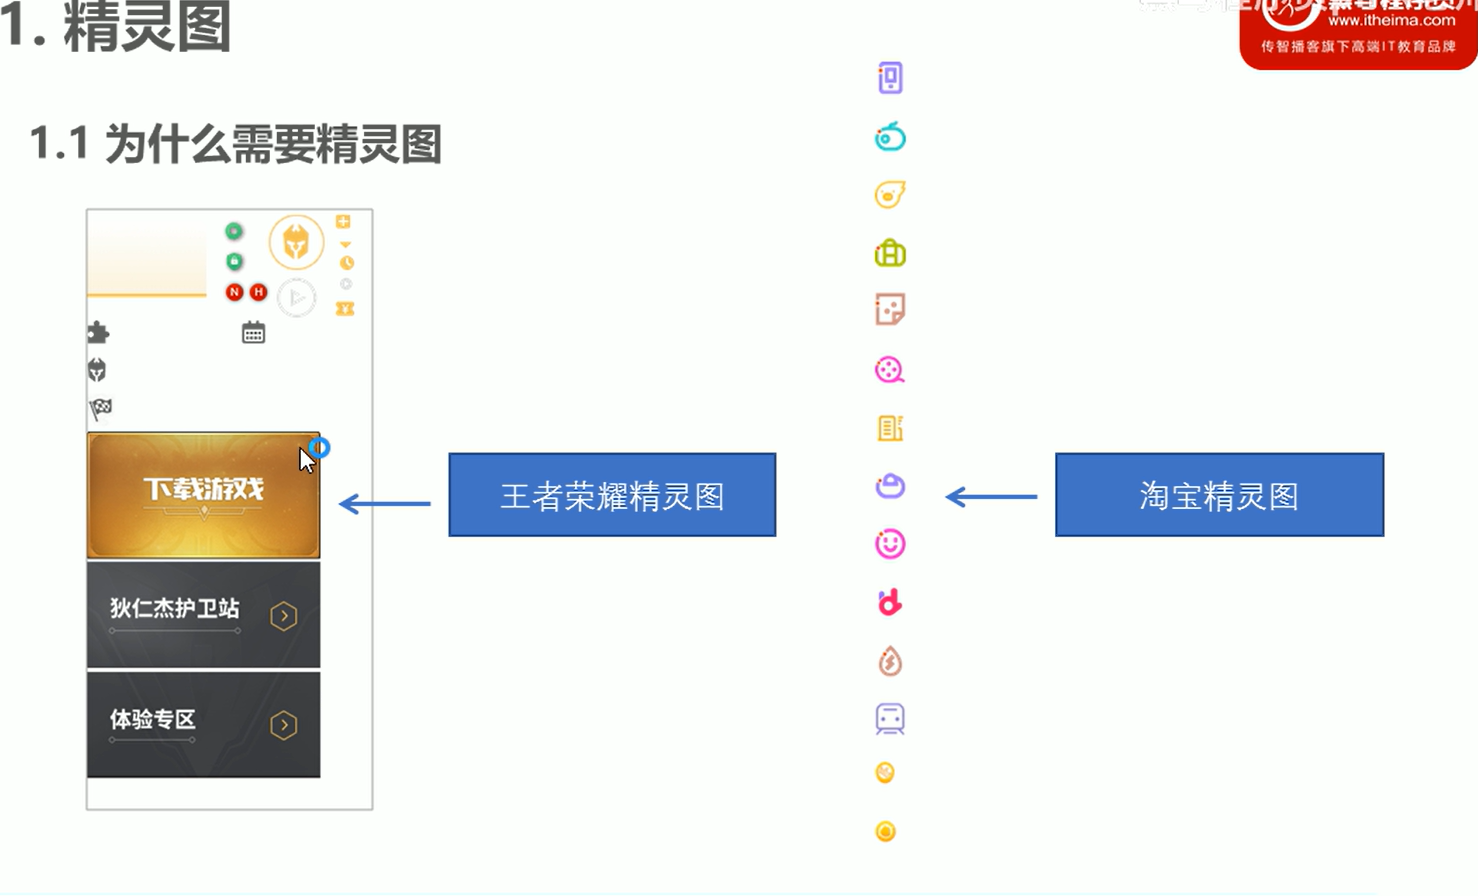 1. 精灵图
www.itheima.com
传智播客旗下高端IT教育品牌
1.1 为什么需要精灵图
N H
下载游戏
王者荣耀精灵图
淘宝精灵图
狄仁杰护卫站
体验专区